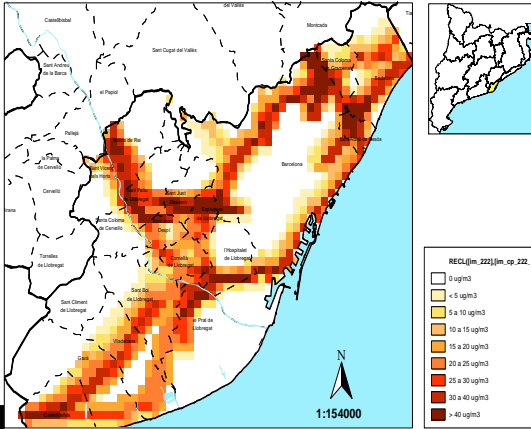 del Vallès
Castellbisbal
Montcada
Sant Cugat del Vallès
Sant Andreu
de la Barca
Santa Coloma
el Papiol
Badalona
Pallejà
Molins de Rei
Barcelona
la Palma
de Cervelló
Sant Vicenç
dels Horts
Cervelló
Sant Feliu
de Llobregat
Sant Just
Desvern
Esplugues
de Llobregat
Santa Coloma
de Cervelló
Torrelles
de Llobregat
Cornellà
de Llobregat
l'Hospitalet
de Llobregat
Sant Boi
de Llobregat
Sant Climent
de Llobregat
el Prat de
Llobregat
Viladecans
Gavà
Castelldefels
N
1:154000
RECL([im_222],[im_cp_222_
0 ug/m3
< 5 ug/m3
5 a 10 ug/m3
10 a 15 ug/m3
15 a 20 ug/m3
20 a 25 ug/m3
25 a 30 ug/m3
30 a 40 ug/m3
> 40 ug/m3